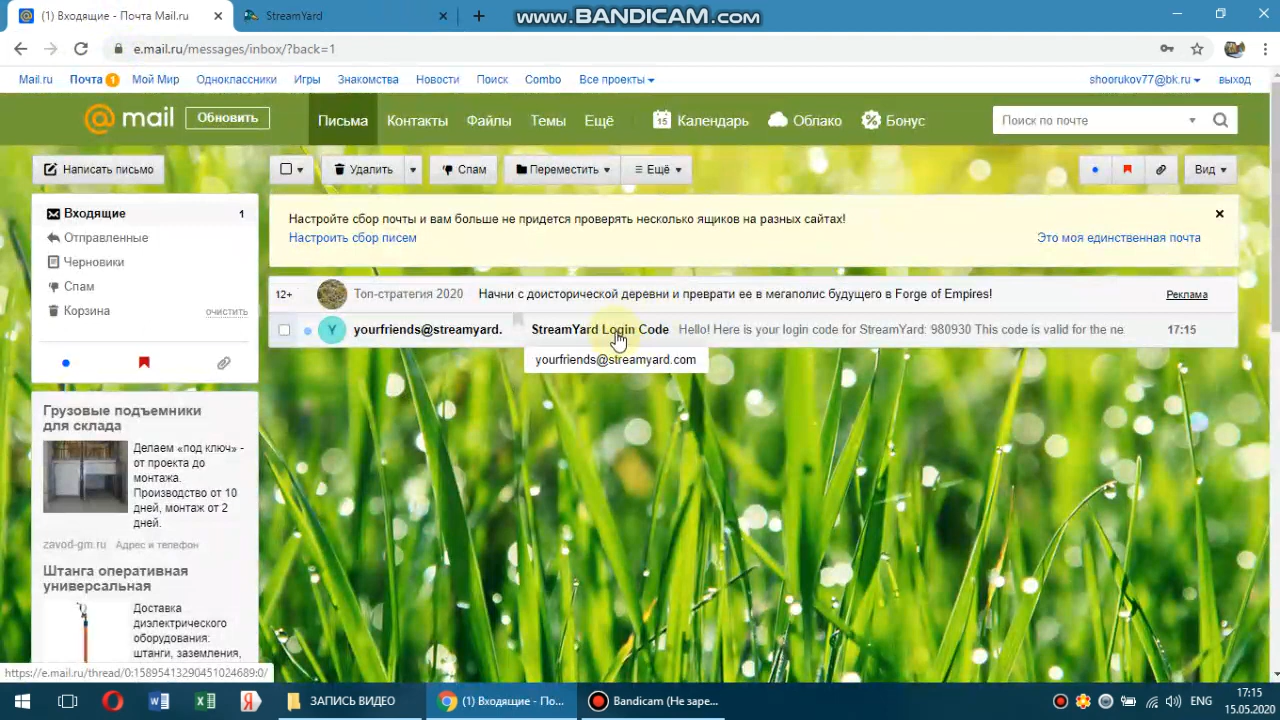 (1) Входящие - Почта Mail.ru
StreamYard
www.BANDICAM.com
e.mail.ru/messages/inbox/?back=1
Mail.ru Почта 1 Мой Мир Одноклассники Игры Знакомства Новости Поиск Combo Все проекты
shoorukov77@bk.ru выход
@mail Обновить Письма Контакты Файлы Темы Ещё 15 Календарь Облако Бонус Поиск по почте
Написать письмо Удалить Спам Переместить Ещё Вид
Входящие 1
Отправленные
Черновики
Спам
Корзина очистить
Настройте сбор почты и вам больше не придется проверять несколько ящиков на разных сайтах!
Настроить сбор писем Это моя единственная почта
12+ Топ-стратегия 2020 Начни с доисторической деревни и преврати ее в мегаполис будущего в Forge of Empires! Реклама
Y yourfriends@streamyard. StreamYard Login Code Hello! Here is your login code for StreamYard: 980930 This code is valid for the ne 17:15
yourfriends@streamyard.com
Грузовые подъемники
для склада
Делаем «под ключ» -
от проекта до
монтажа.
Производство от 10
дней, монтаж от 2
дней.
zavod-gm.ru Адрес и телефон
Штанга оперативная
универсальная
Доставка
диэлектрического
оборудования:
штанги, заземления,
https://e.mail.ru/thread/0:15895413290451024689:0/
ЗАПИСЬ ВИДЕО
(1) Входящие - По...
Bandicam (Не заре...
ENG
17:15
15.05.2020